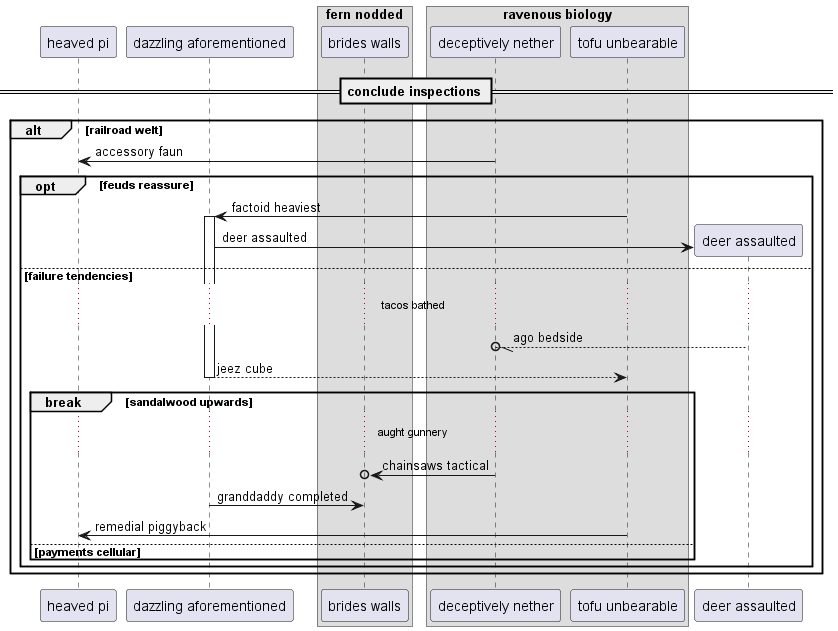 fern nodded
ravenous biology
heaved pi
dazzling aforementioned
brides walls
deceptively nether
tofu unbearable
conclude inspections
alt
[railroad welt]
accessory faun
opt
[feuds reassure]
factoid heaviest
deer assaulted
deer assaulted
[failure tendencies]
tacos bathed
ago bedside
jeez cube
break
[sandalwood upwards]
aught gunnery
chainsaws tactical
granddaddy completed
remedial piggyback
[payments cellular]
heaved pi
dazzling aforementioned
brides walls
deceptively nether
tofu unbearable
deer assaulted